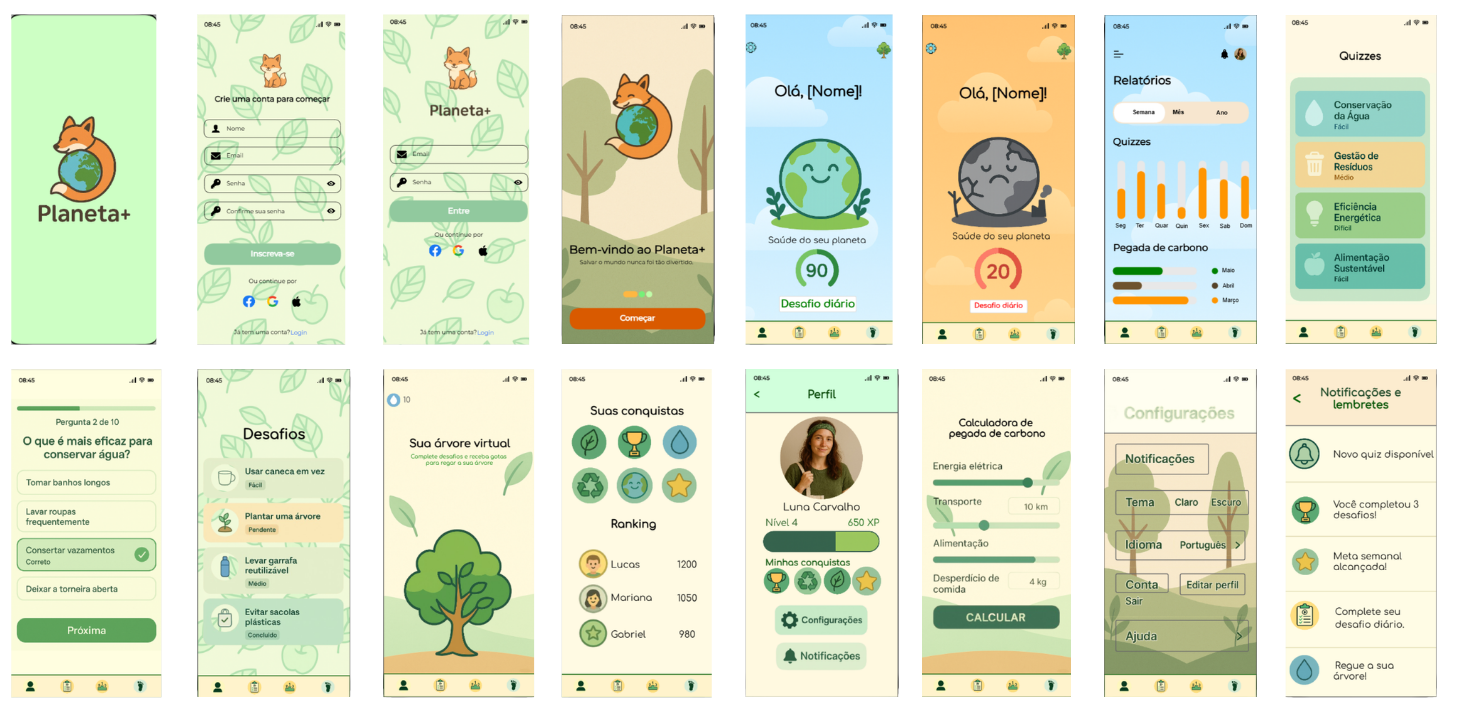 Planeta+
08:45
Crie uma conta para começar
Nome
Email
Senha
Confirme sua senha
Inscreva-se
Ou continue por
Já tem uma conta?Login
08:45
Planeta+
Email
Senha
Entre
Ou continue por
Já tem uma conta?Login
08:45
Bem-vindo ao Planeta+
Salvar o mundo nunca foi tão divertido.
Começar
08:45
Olá, [Nome]!
Saúde do seu planeta
90
Desafio diário
08:45
Olá, [Nome]!
Saúde do seu planeta
20
Desafio diário
08:45
Relatórios
Semana Mês Ano
Quizzes
Seg Ter Quar Quin Sex Sab Dom
Pegada de carbono
Maio
Abril
Março
08:45
Quizzes
Conservação
da Água
Fácil
Gestão de
Resíduos
Médio
Eficiência
Energética
Difícil
Alimentação
Sustentável
Fácil
08:45
Pergunta 2 de 10
O que é mais eficaz para
conservar água?
Tomar banhos longos
Lavar roupas
frequentemente
Consertar vazamentos
Correto
Deixar a torneira aberta
Próxima
08:45
Desafios
Usar caneca em vez
Fácil
Plantar uma árvore
Pendente
Levar garrafa
reutilizável
Médio
Evitar sacolas
plásticas
Concluído
08:45
10
Sua árvore virtual
Complete desafios e receba gotas
para regar a sua árvore
08:45
Suas conquistas
Ranking
Lucas 1200
Mariana 1050
Gabriel 980
08:45
< Perfil
Luna Carvalho
Nível 4 650 XP
Minhas conquistas
Configurações
Notificações
08:45
Calculadora de
pegada de carbono
Energia elétrica
Transporte
10 km
Alimentação
Desperdício de
comida
4 kg
CALCULAR
08:45
Configurações
Notificações
Tema Claro Escuro
Idioma Português >
Conta Editar perfil
Sair
Ajuda >
08:45
< Notificações e
lembretes
Novo quiz disponível
Você completou 3
desafios!
Meta semanal
alcançada!
Complete seu
desafio diário.
Regue a sua
árvore!